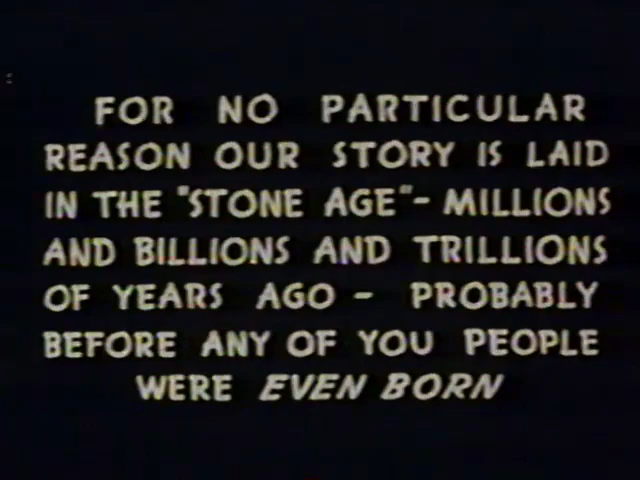 FOR NO PARTICULAR
REASON OUR STORY IS LAID
IN THE "STONE AGE"- MILLIONS
AND BILLIONS AND TRILLIONS
OF YEARS AGO - PROBABLY
BEFORE ANY OF YOU PEOPLE
WERE EVEN BORN